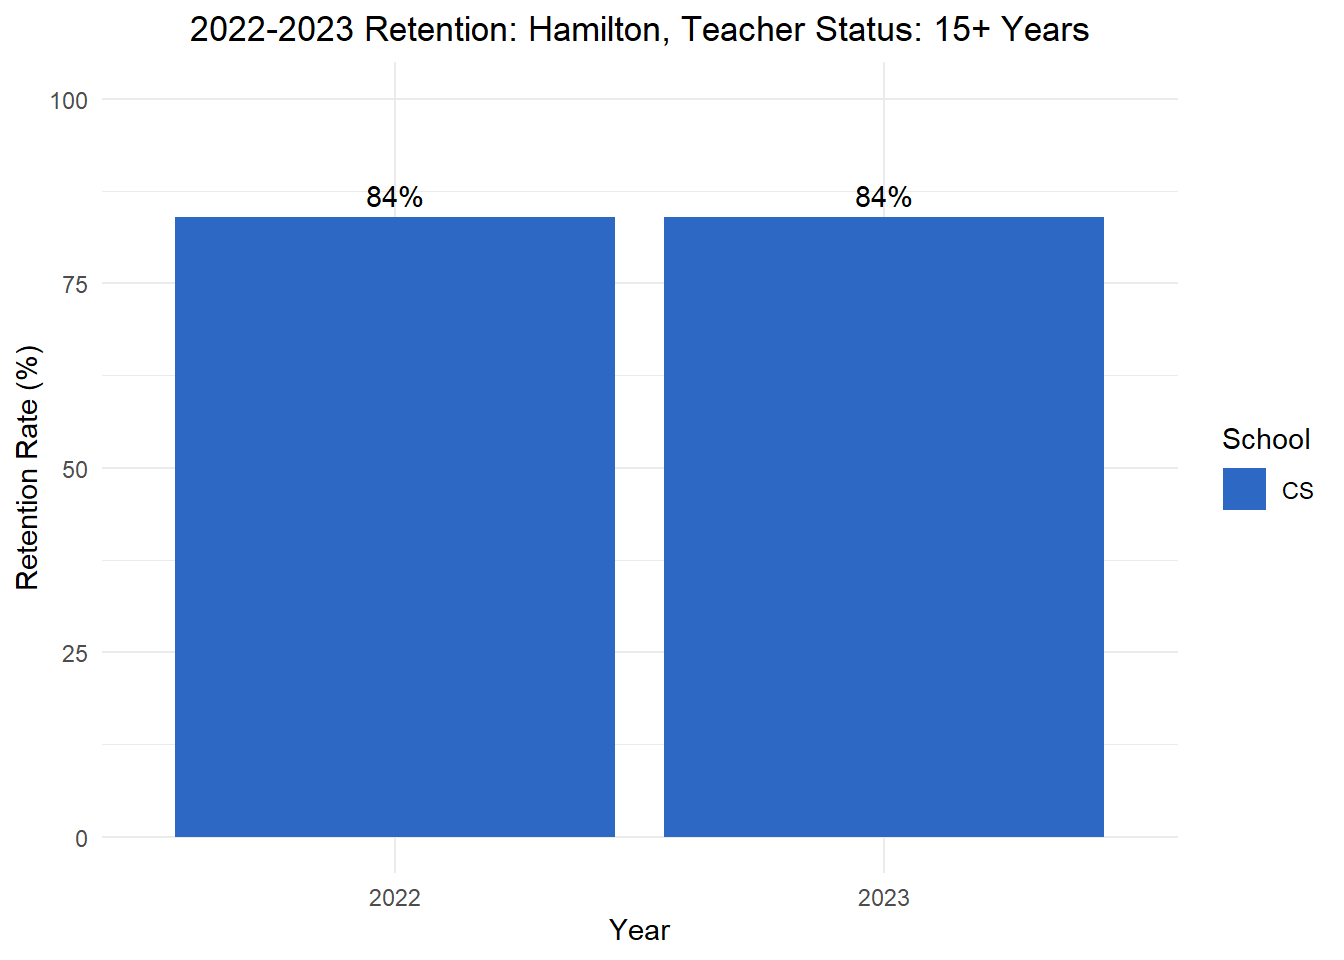 2022-2023 Retention: Hamilton, Teacher Status: 15+ Years
100
75
50
25
0
Retention Rate (%)
84%
84%
2022
2023
Year
School
CS